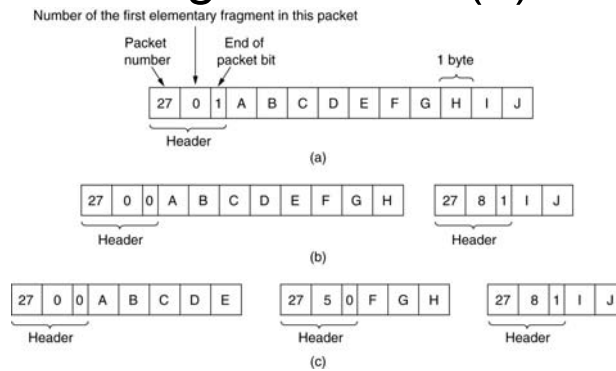 Number of the first elementary fragment in this packet
Packet number
End of packet bit
1 byte
27 0 1 A B C D E F G H I J
Header
(a)
27 0 0 A B C D E F G H
27 8 1 I J
Header
Header
(b)
27 0 0 A B C D E
27 5 0 F G H
27 8 1 I J
Header
Header
Header
(c)